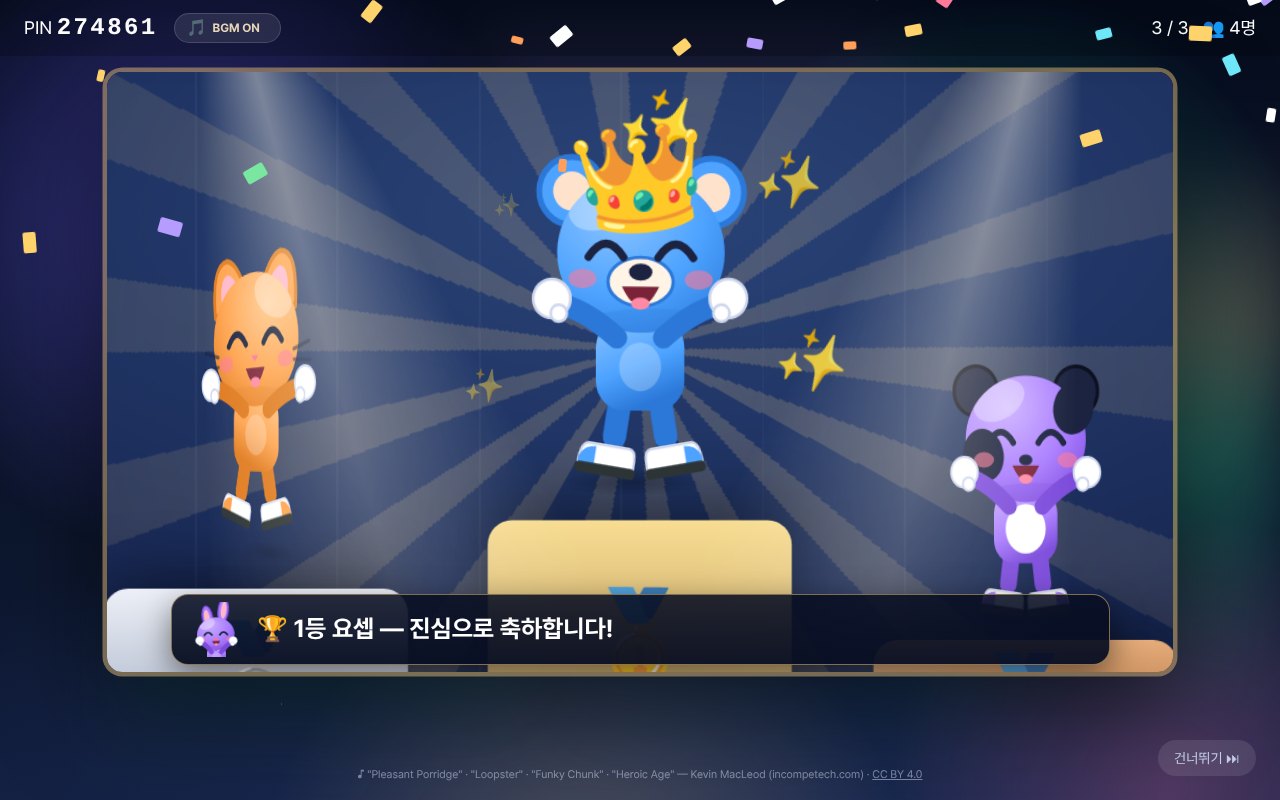 PIN 274861
BGM ON
3 / 3 4명
1등 요셉 — 진심으로 축하합니다!
건너뛰기
"Pleasant Porridge" · "Loopster" · "Funky Chunk" · "Heroic Age" — Kevin MacLeod (incompetech.com) · CC BY 4.0